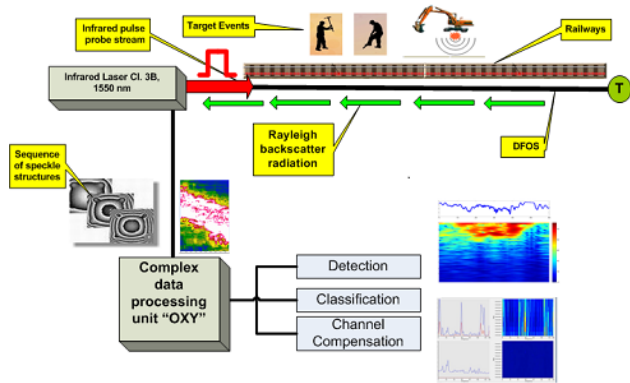 Target Events
Infrared pulse
probe stream
Railways
Infrared Laser Cl. 3B,
1550 nm
T
Rayleigh
backscatter
radiation
DFOS
Sequence
of speckle
structures
Complex
data
processing
unit “OXY”
Detection
Classification
Channel
Compensation